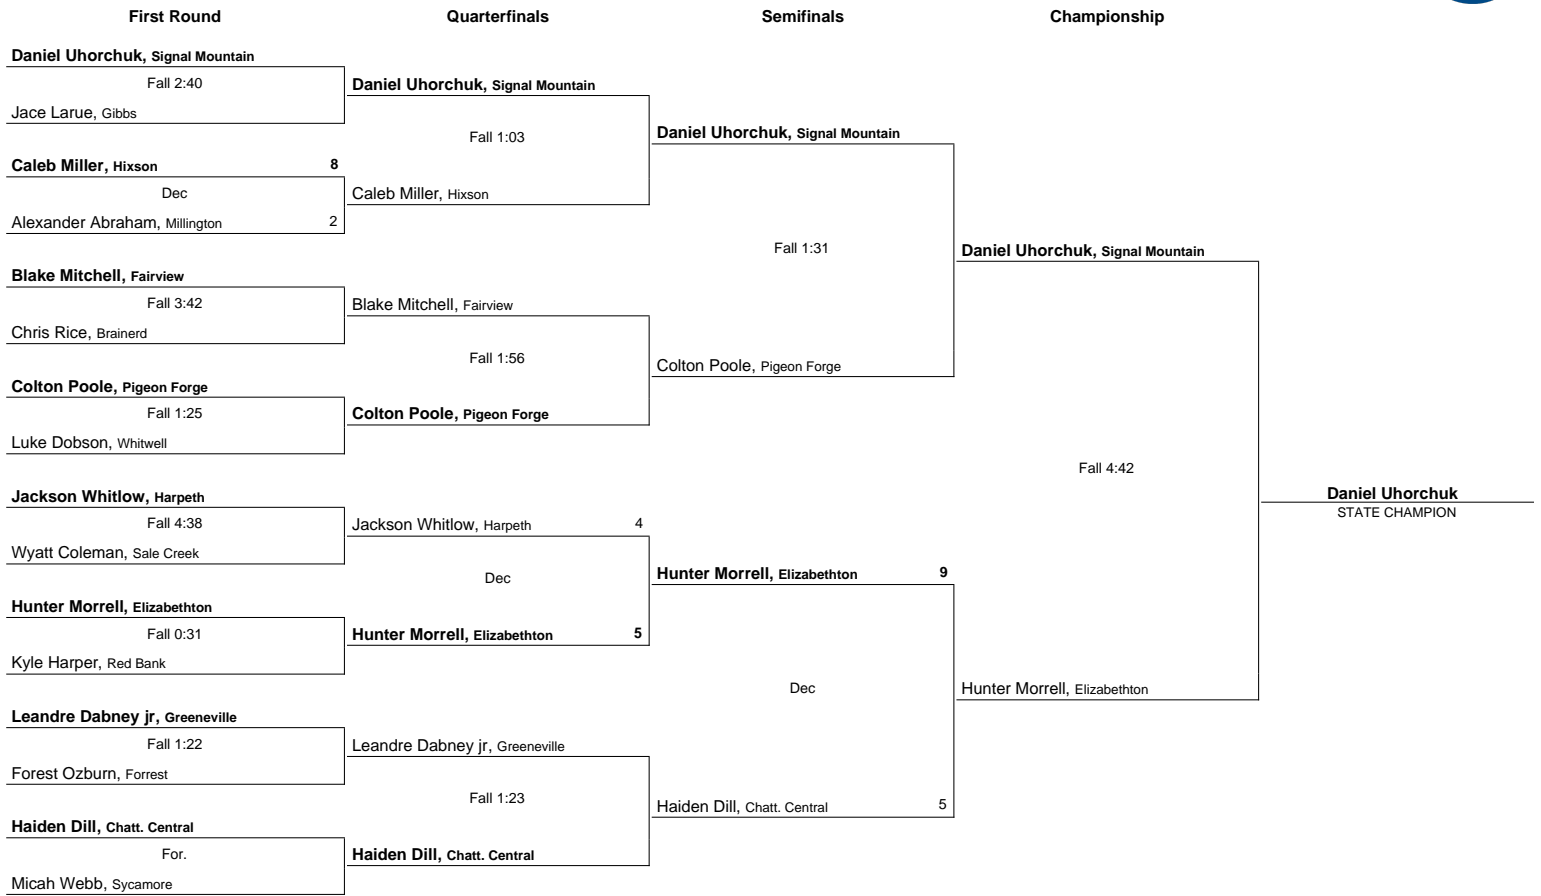 First Round Quarterfinals Semifinals Championship
Daniel Uhorchuk, Signal Mountain
Fall 2:40
Jace Larue, Gibbs
Caleb Miller, Hixson 8
Dec
Alexander Abraham, Millington 2
Blake Mitchell, Fairview
Fall 3:42
Chris Rice, Brainerd
Colton Poole, Pigeon Forge
Fall 1:25
Luke Dobson, Whitwell
Jackson Whitlow, Harpeth
Fall 4:38
Wyatt Coleman, Sale Creek
Hunter Morrell, Elizabethton
Fall 0:31
Kyle Harper, Red Bank
Leandre Dabney jr, Greeneville
Fall 1:22
Forest Ozburn, Forrest
Haiden Dill, Chatt. Central
For.
Micah Webb, Sycamore
Daniel Uhorchuk, Signal Mountain
Fall 1:03
Caleb Miller, Hixson
Blake Mitchell, Fairview
Fall 1:56
Colton Poole, Pigeon Forge
Jackson Whitlow, Harpeth 4
Dec
Hunter Morrell, Elizabethton 5
Leandre Dabney jr, Greeneville
Fall 1:23
Haiden Dill, Chatt. Central
Daniel Uhorchuk, Signal Mountain
Fall 1:31
Colton Poole, Pigeon Forge
Hunter Morrell, Elizabethton 9
Dec
Haiden Dill, Chatt. Central 5
Daniel Uhorchuk, Signal Mountain
Fall 4:42
Hunter Morrell, Elizabethton
Daniel Uhorchuk
STATE CHAMPION